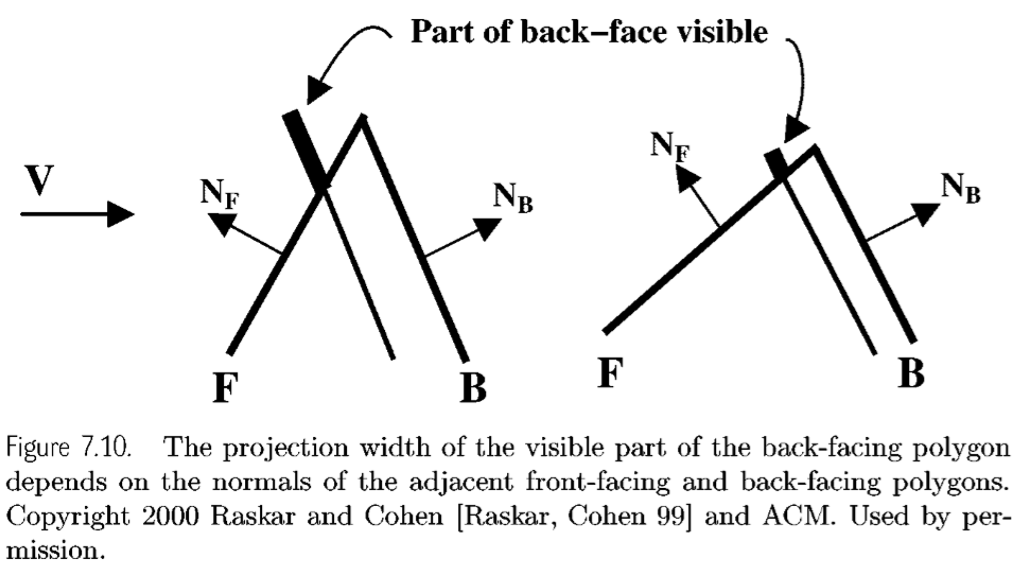 Part of back–face visible
V
N_F
N_B
F
B
N_F
N_B
F
B
Figure 7.10. The projection width of the visible part of the back-facing polygon
depends on the normals of the adjacent front-facing and back-facing polygons.
Copyright 2000 Raskar and Cohen [Raskar, Cohen 99] and ACM. Used by per-
mission.